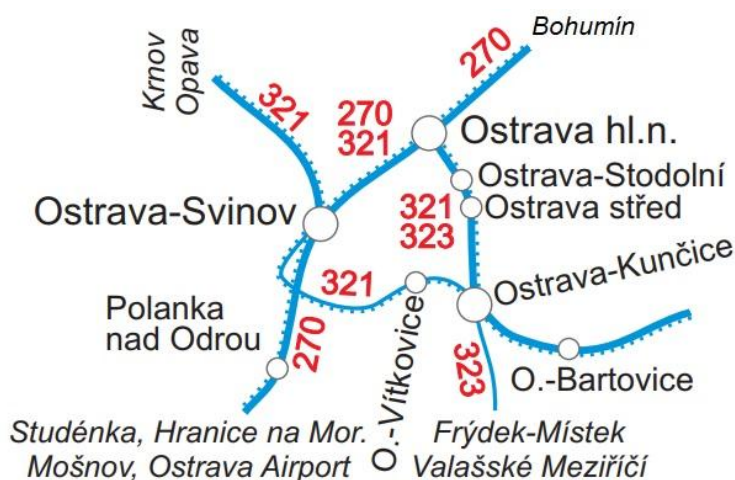 Bohumín
270
Krnov
Opava
321
270
321
Ostrava hl.n.
Ostrava-Stodolní
Ostrava-Svinov
321
323
Ostrava střed
321
Ostrava-Kunčice
Polanka
nad Odrou
270
O.-Vítkovice
323
O.-Bartovice
Studénka, Hranice na Mor.
Mošnov, Ostrava Airport
Frýdek-Místek
Valašské Meziříčí